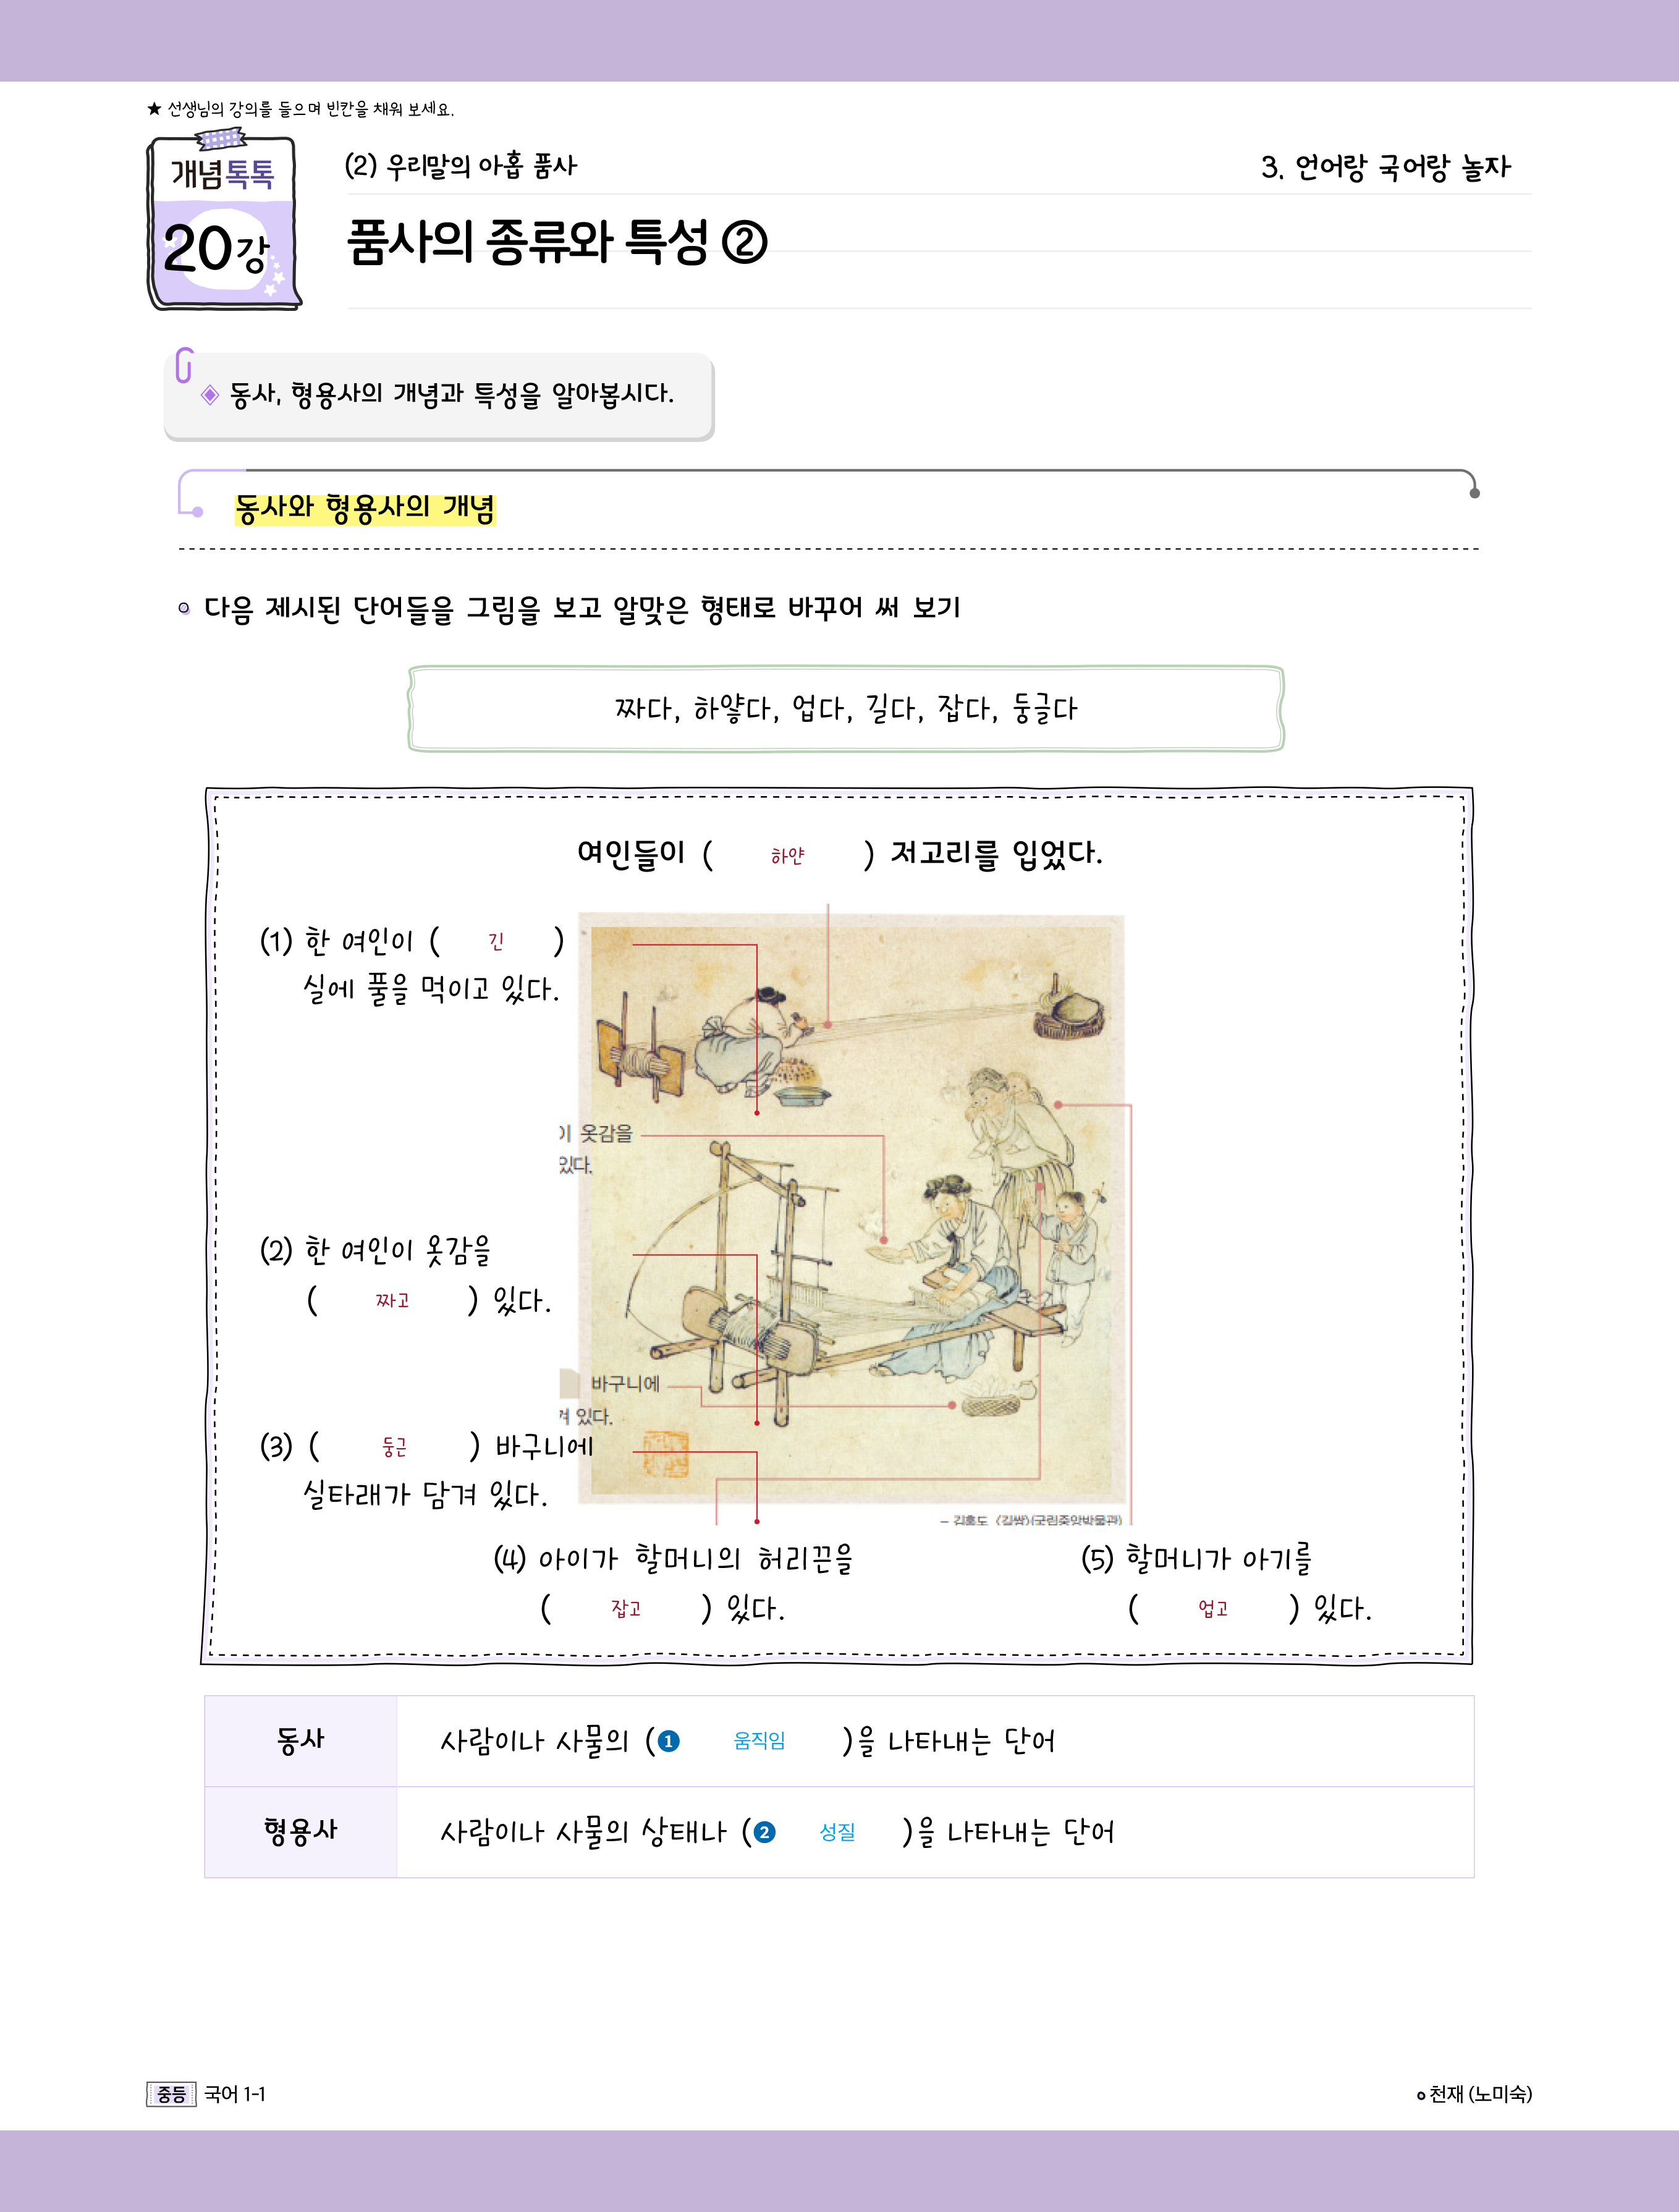 ★ 선생님의 강의를 들으며 빈칸을 채워 보세요.
개념톡톡
20강
(2) 우리말의 아홉 품사
3. 언어랑 국어랑 놀자
품사의 종류와 특성 ②
◈ 동사, 형용사의 개념과 특성을 알아봅시다.
동사와 형용사의 개념
다음 제시된 단어들을 그림을 보고 알맞은 형태로 바꾸어 써 보기
짜다, 하얗다, 업다, 길다, 잡다, 둥글다
여인들이 ( 하얀 ) 저고리를 입었다.
(1) 한 여인이 ( 긴 )
실에 풀을 먹이고 있다.
이 옷감을
있다.
(2) 한 여인이 옷감을
( 짜고 ) 있다.
바구니에
겨 있다.
(3) ( 둥근 ) 바구니에
실타래가 담겨 있다.
– 김홍도, 〈길쌈〉(국립중앙박물관)
(4) 아이가 할머니의 허리끈을
( 잡고 ) 있다.
(5) 할머니가 아기를
( 업고 ) 있다.
동사 사람이나 사물의 (❶ 움직임 )을 나타내는 단어
형용사 사람이나 사물의 상태나 (❷ 성질 )을 나타내는 단어
중등 국어 1-1
천재 (노미숙)